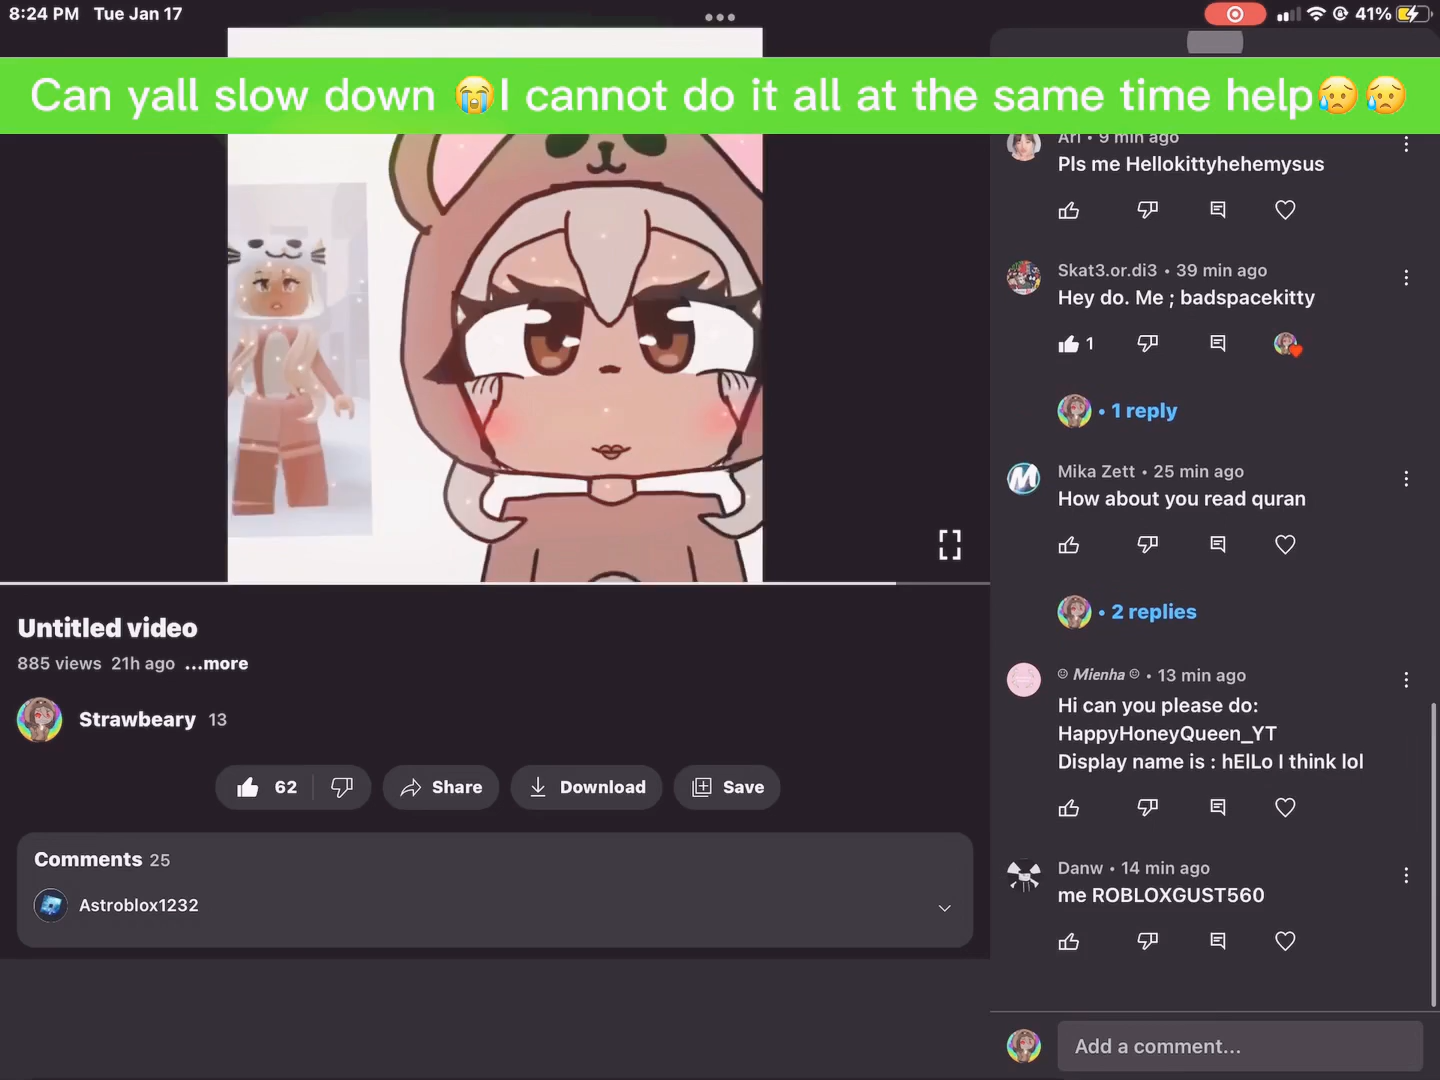 8:24 PM Tue Jan 17
41%
Can yall slow down 😭I cannot do it all at the same time help😥😥
Ari • 9 min ago
Pls me Hellokittyhehemysus
Skat3.or.di3 • 39 min ago
Hey do. Me ; badspacekitty
1
• 1 reply
Mika Zett • 25 min ago
How about you read quran
• 2 replies
☺ Mienha ☺ • 13 min ago
Hi can you please do:
HappyHoneyQueen_YT
Display name is : hElLo I think lol
Danw • 14 min ago
me ROBLOXGUST560
Add a comment...
Untitled video
885 views 21h ago ...more
Strawbeary 13
62
Share
Download
Save
Comments 25
Astroblox1232